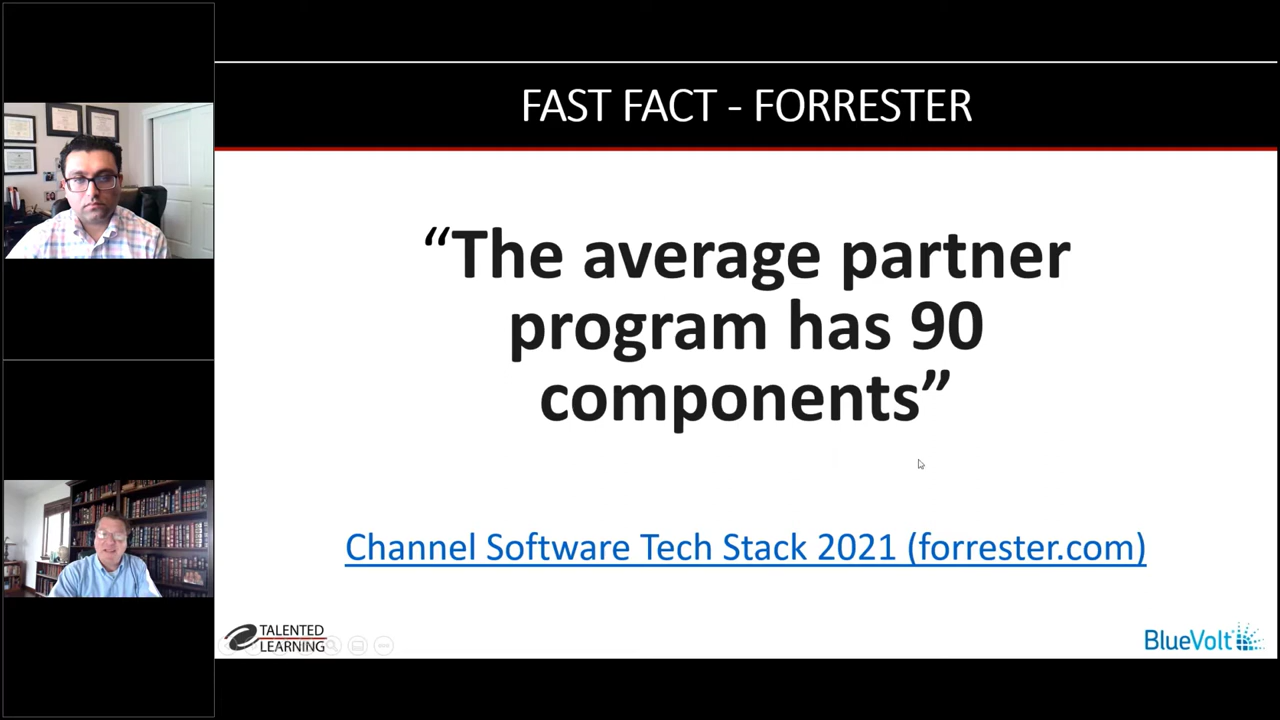 FAST FACT - FORRESTER
“The average partner
program has 90
components”
Channel Software Tech Stack 2021 (forrester.com)
TALENTED
LEARNING
BlueVolt